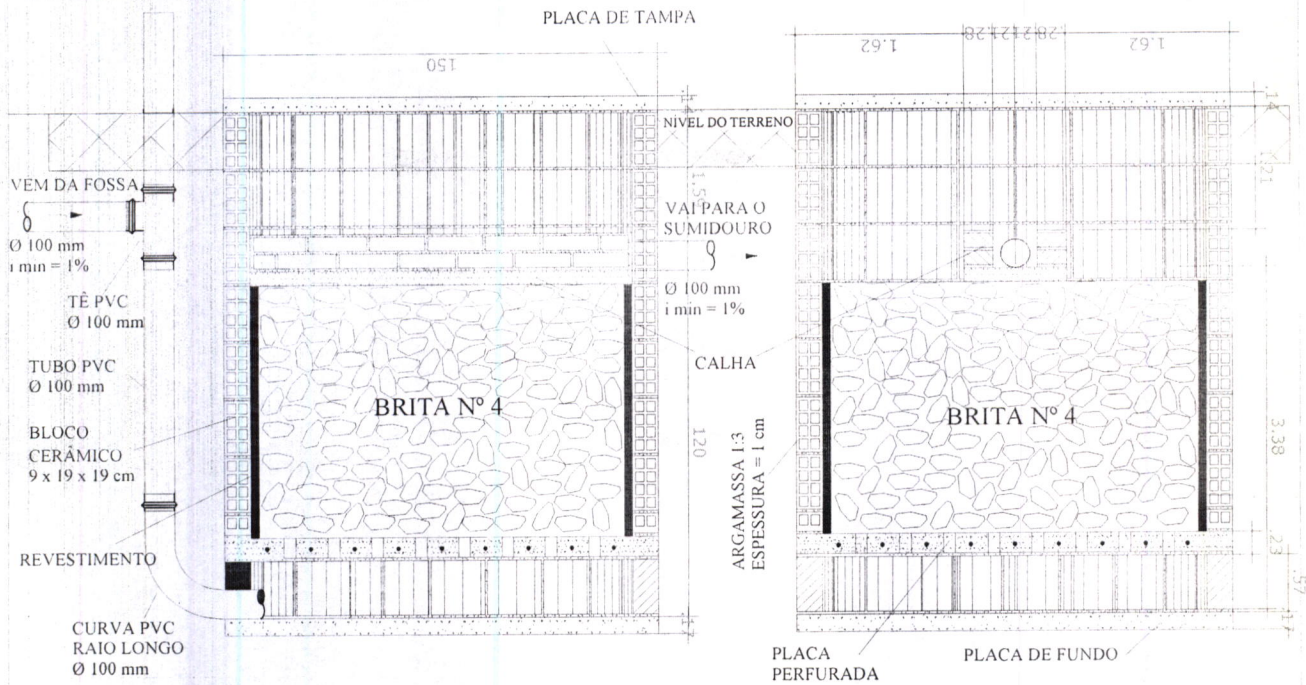 PLACA DE TAMPA
150
1.62
.28
.21
.21
.28
1.62
.14
NIVEL DO TERRENO
.14
VEM DA FOSSA
Ø 100 mm
i min = 1%
VAI PARA O
SUMIDOURO
Ø 100 mm
i min = 1%
TÊ PVC
Ø 100 mm
TUBO PVC
Ø 100 mm
CALHA
BLOCO
CERÂMICO
9 x 19 x 19 cm
BRITA Nº 4
BRITA Nº 4
120
ARGAMASSA 1:3
ESPESSURA = 1 cm
3.38
REVESTIMENTO
.23
.57
CURVA PVC
RAIO LONGO
Ø 100 mm
PLACA
PERFURADA
PLACA DE FUNDO